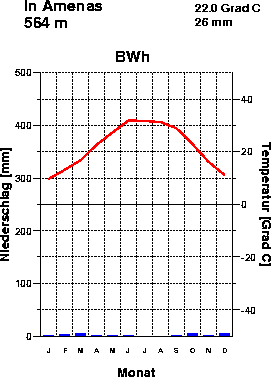 In Amenas
22.0 Grad C
564 m
26 mm
BWh
500
400
300
200
100
0
40
20
0
-20
-40
Niederschlag [mm]
Temperatur [Grad C]
J F M A M J J A S O N D
Monat